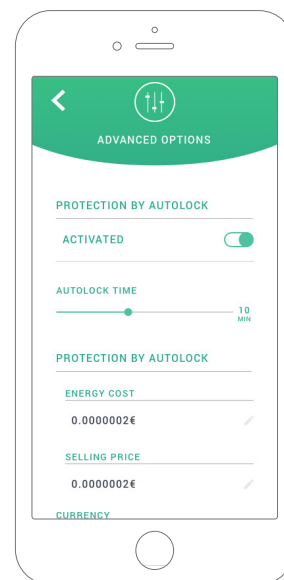 ADVANCED OPTIONS
PROTECTION BY AUTOLOCK
ACTIVATED
AUTOLOCK TIME
10
MIN
PROTECTION BY AUTOLOCK
ENERGY COST
0.0000002€
SELLING PRICE
0.0000002€
CURRENCY